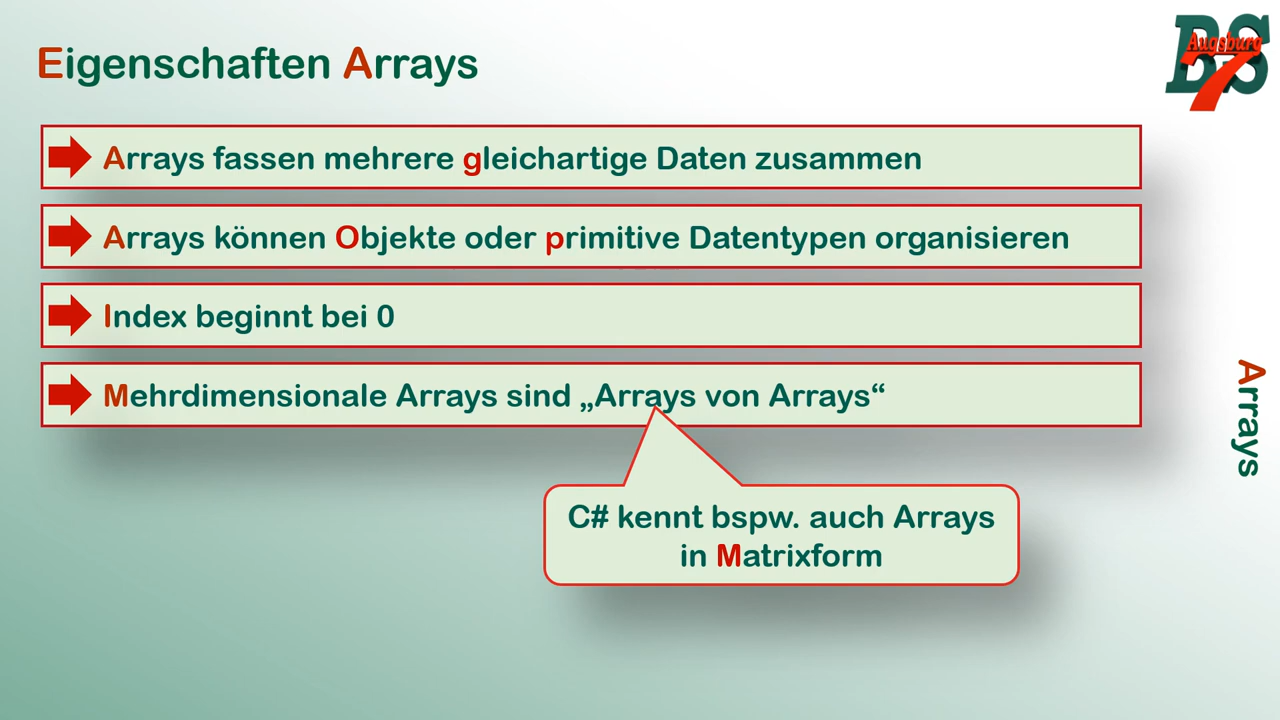 Eigenschaften Arrays
BS
Augsburg
7
Arrays fassen mehrere gleichartige Daten zusammen
Arrays können Objekte oder primitive Datentypen organisieren
Index beginnt bei 0
Mehrdimensionale Arrays sind „Arrays von Arrays“
C# kennt bspw. auch Arrays
in Matrixform
Arrays